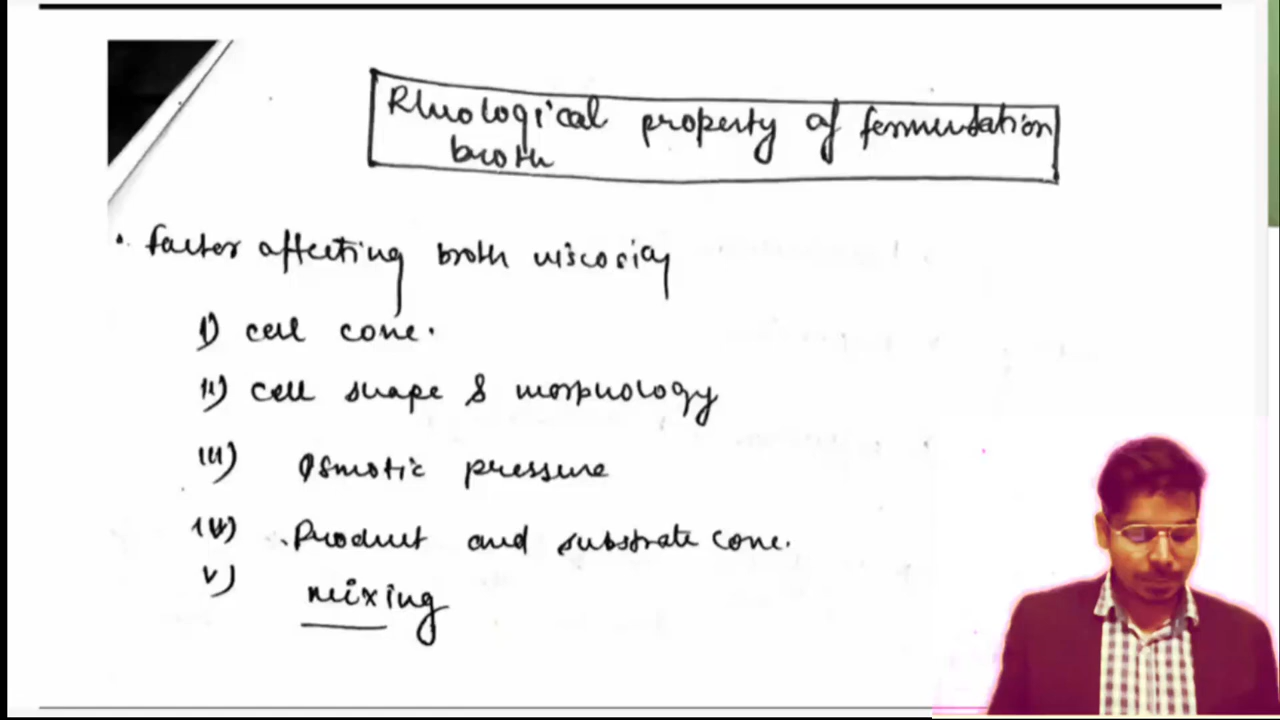 Rheological property of fermentation
broth
• factor affecting broth viscosity
i) cell conc.
ii) cell shape & morphology
iii) Osmotic pressure
iv) Product and substrate conc.
v) mixing